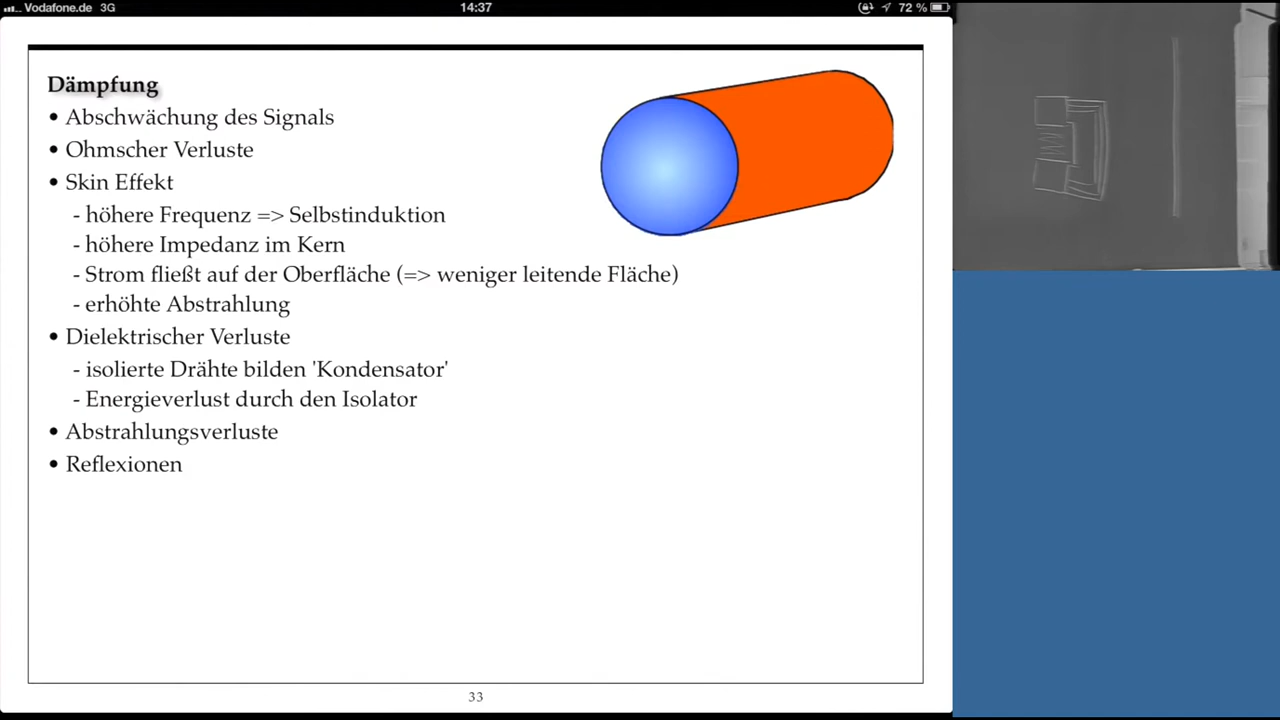 Vodafone.de 3G 14:37 72 %
Dämpfung
• Abschwächung des Signals
• Ohmscher Verluste
• Skin Effekt
- höhere Frequenz => Selbstinduktion
- höhere Impedanz im Kern
- Strom fließt auf der Oberfläche (=> weniger leitende Fläche)
- erhöhte Abstrahlung
• Dielektrischer Verluste
- isolierte Drähte bilden 'Kondensator'
- Energieverlust durch den Isolator
• Abstrahlungsverluste
• Reflexionen
33